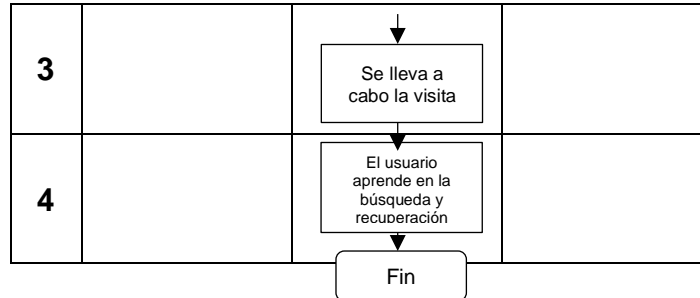 3
Se lleva a
cabo la visita
4
El usuario
aprende en la
búsqueda y
recuperación
Fin